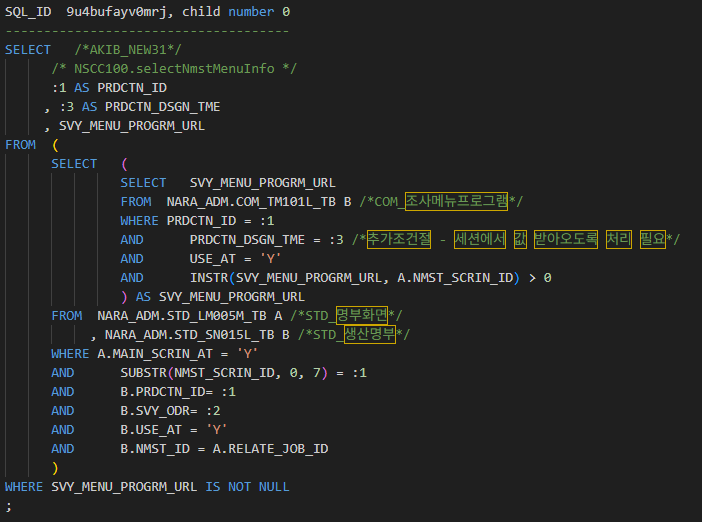 SQL_ID  9u4bufayv0mrj, child number 0
-------------------------------------
SELECT   /*AKIB_NEW31*/
      /* NSCC100.selectNmstMenuInfo */
      :1 AS PRDCTN_ID
     , :3 AS PRDCTN_DSGN_TME
     , SVY_MENU_PROGRM_URL
FROM  (
      SELECT   (
               SELECT   SVY_MENU_PROGRM_URL
               FROM  NARA_ADM.COM_TM101L_TB B /*COM_조사메뉴프로그램*/
               WHERE PRDCTN_ID = :1
               AND      PRDCTN_DSGN_TME = :3 /*추가조건절 - 세션에서 값 받아오도록 처리 필요*/
               AND      USE_AT = 'Y'
               AND      INSTR(SVY_MENU_PROGRM_URL, A.NMST_SCRIN_ID) > 0
               ) AS SVY_MENU_PROGRM_URL
      FROM  NARA_ADM.STD_LM005M_TB A /*STD_명부화면*/
           , NARA_ADM.STD_SN015L_TB B /*STD_생산명부*/
      WHERE A.MAIN_SCRIN_AT = 'Y'
      AND      SUBSTR(NMST_SCRIN_ID, 0, 7) = :1
      AND      B.PRDCTN_ID= :1
      AND      B.SVY_ODR= :2
      AND      B.USE_AT = 'Y'
      AND      B.NMST_ID = A.RELATE_JOB_ID
      )
WHERE SVY_MENU_PROGRM_URL IS NOT NULL
;